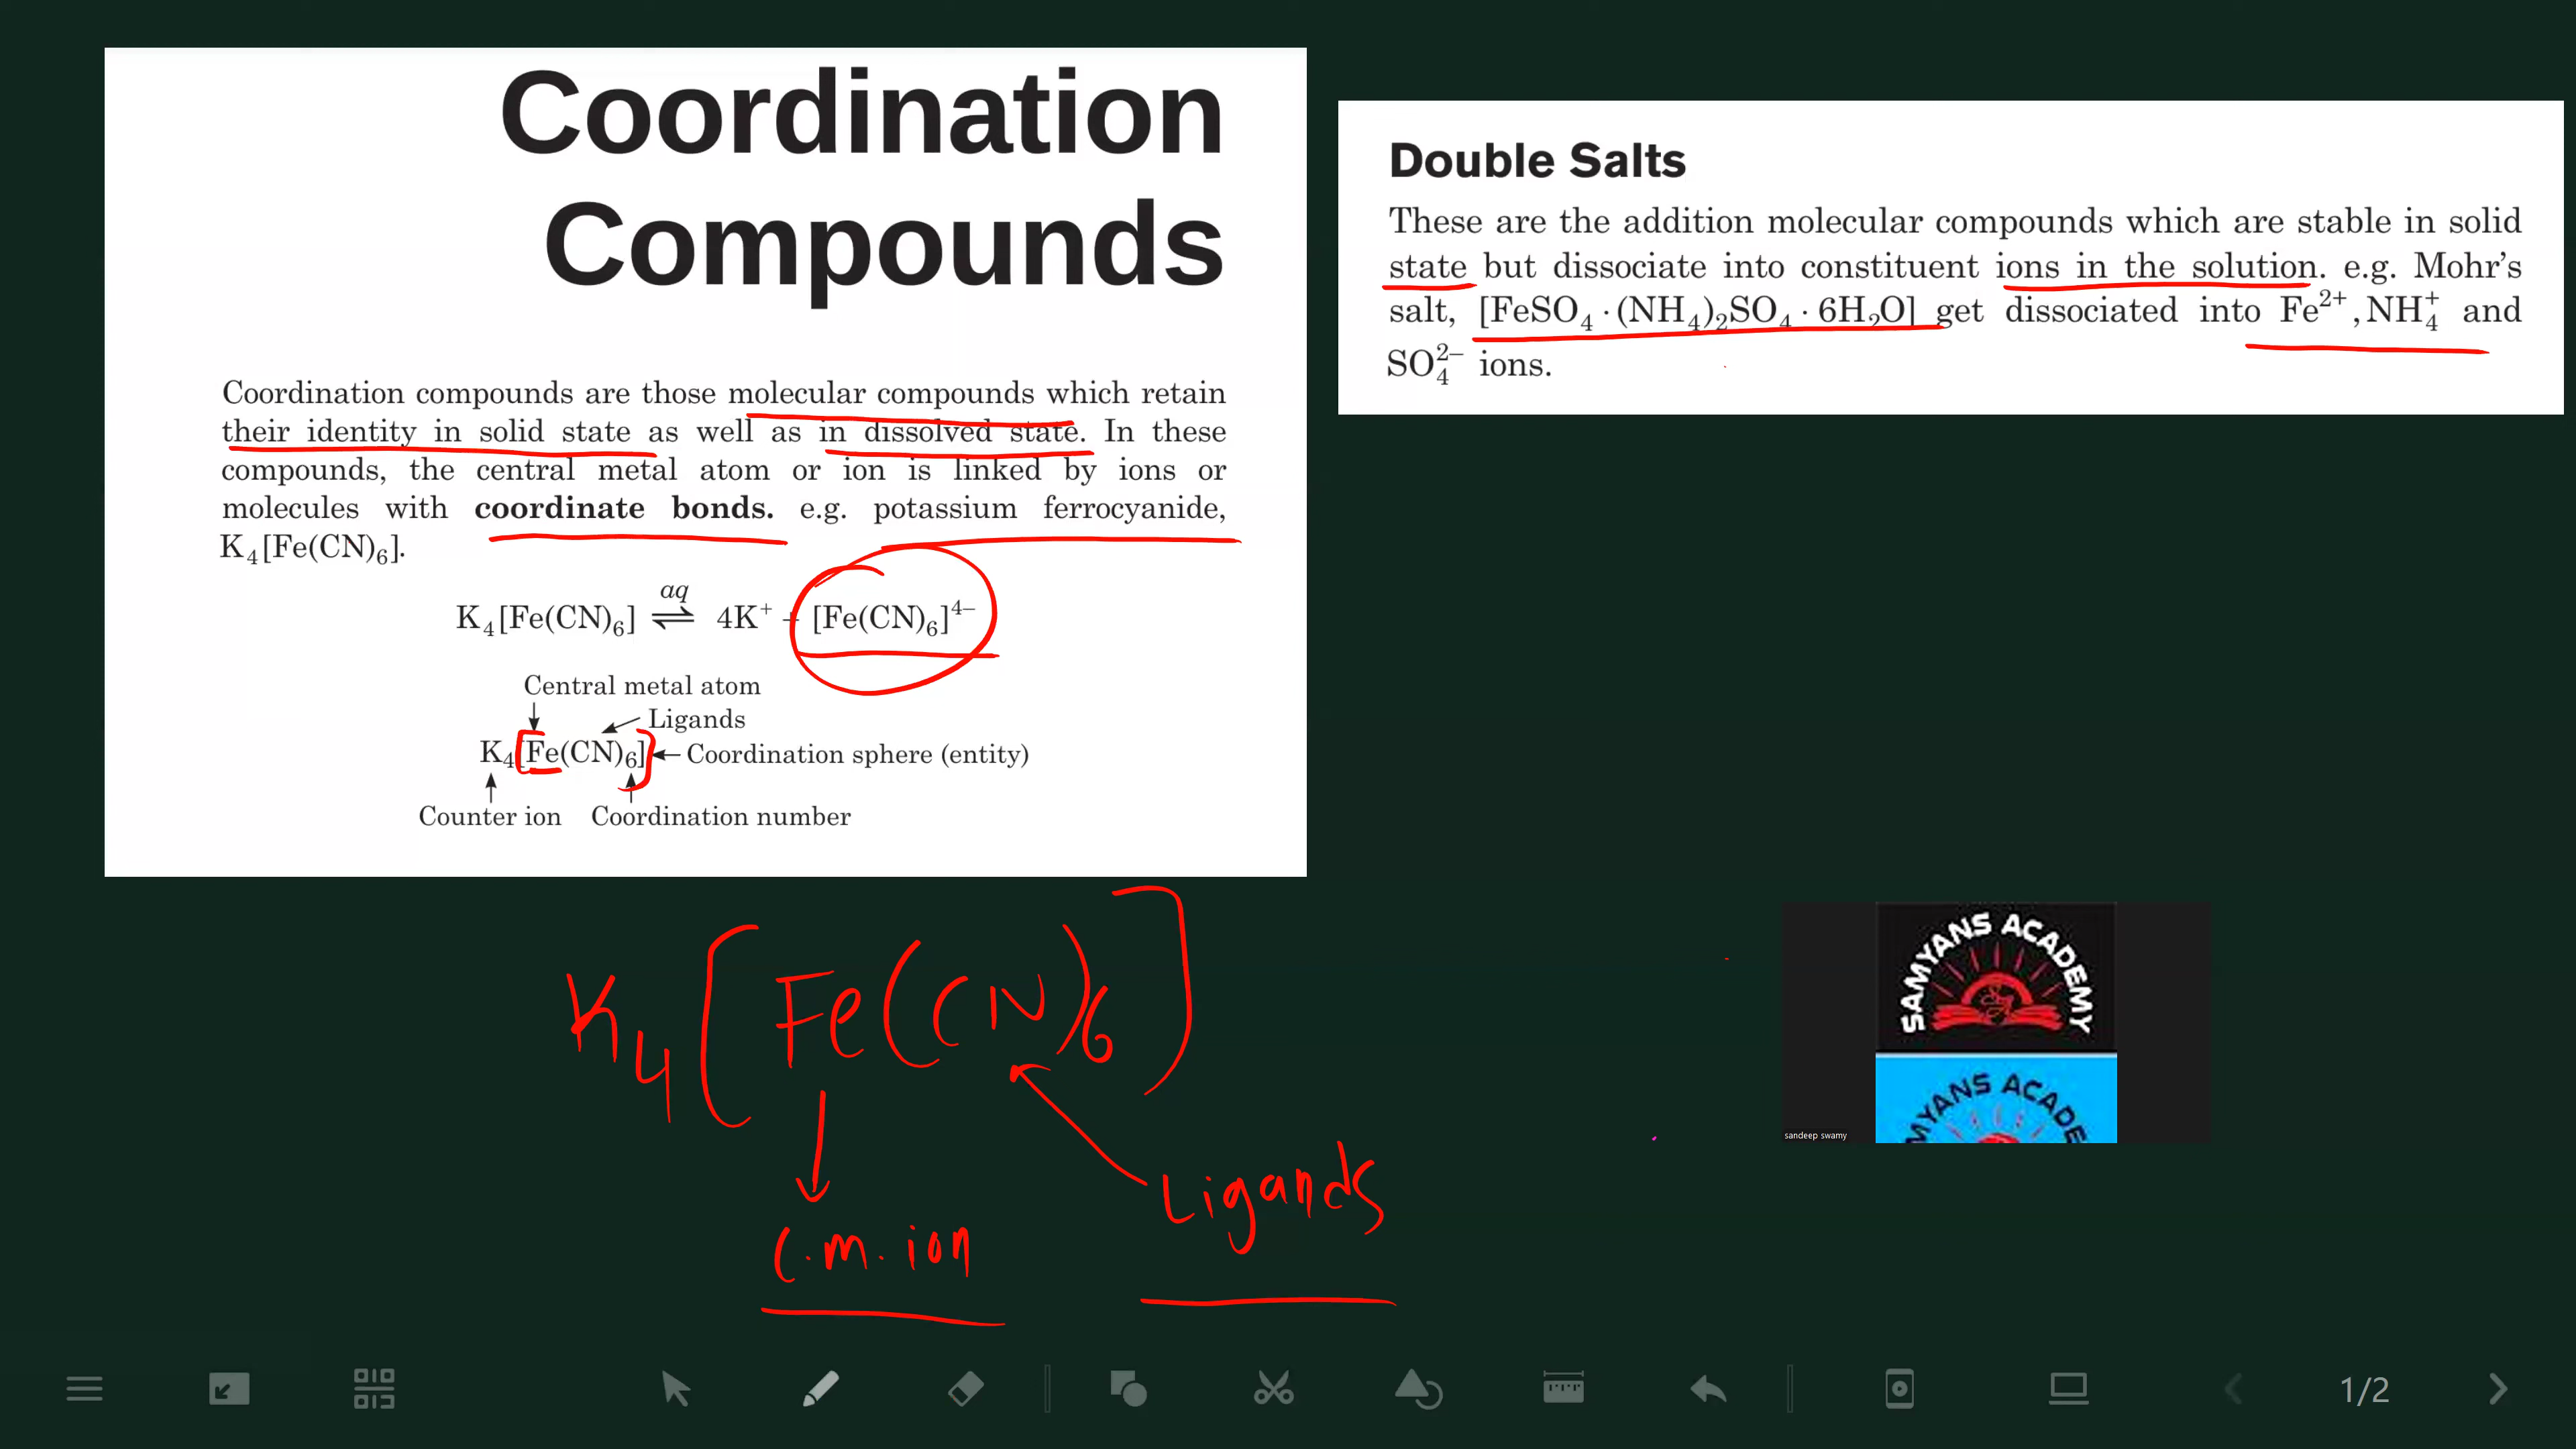 Coordination
Compounds
Coordination compounds are those molecular compounds which retain
their identity in solid state as well as in dissolved state. In these
compounds, the central metal atom or ion is linked by ions or
molecules with coordinate bonds. e.g. potassium ferrocyanide,
K₄[Fe(CN)₆].
K₄[Fe(CN)₆] ⇌ 4K⁺ + [Fe(CN)₆]⁴⁻
aq
Central metal atom
Ligands
K₄[Fe(CN)₆] ← Coordination sphere (entity)
Counter ion Coordination number
Double Salts
These are the addition molecular compounds which are stable in solid
state but dissociate into constituent ions in the solution. e.g. Mohr's
salt, [FeSO₄·(NH₄)₂SO₄·6H₂O] get dissociated into Fe²⁺, NH₄⁺ and
SO₄²⁻ ions.
K₄[Fe(CN)₆]
C.m. ion
Ligands
SAMYANS ACADEMY
MYANS ACADE
sandeep swamy
1/2